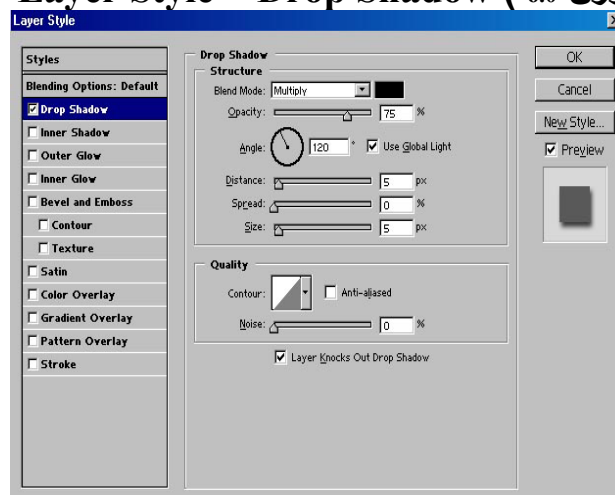 Layer Style – Drop Shadow (
Layer Style
Styles
Blending Options: Default
Drop Shadow
Inner Shadow
Outer Glow
Inner Glow
Bevel and Emboss
Contour
Texture
Satin
Color Overlay
Gradient Overlay
Pattern Overlay
Stroke
Drop Shadow
Structure
Blend Mode: Multiply
Opacity: 75 %
Angle: 120 ° Use Global Light
Distance: 5 px
Spread: 0 %
Size: 5 px
Quality
Contour: Anti-aliased
Noise: 0 %
Layer Knocks Out Drop Shadow
OK
Cancel
New Style...
Preview